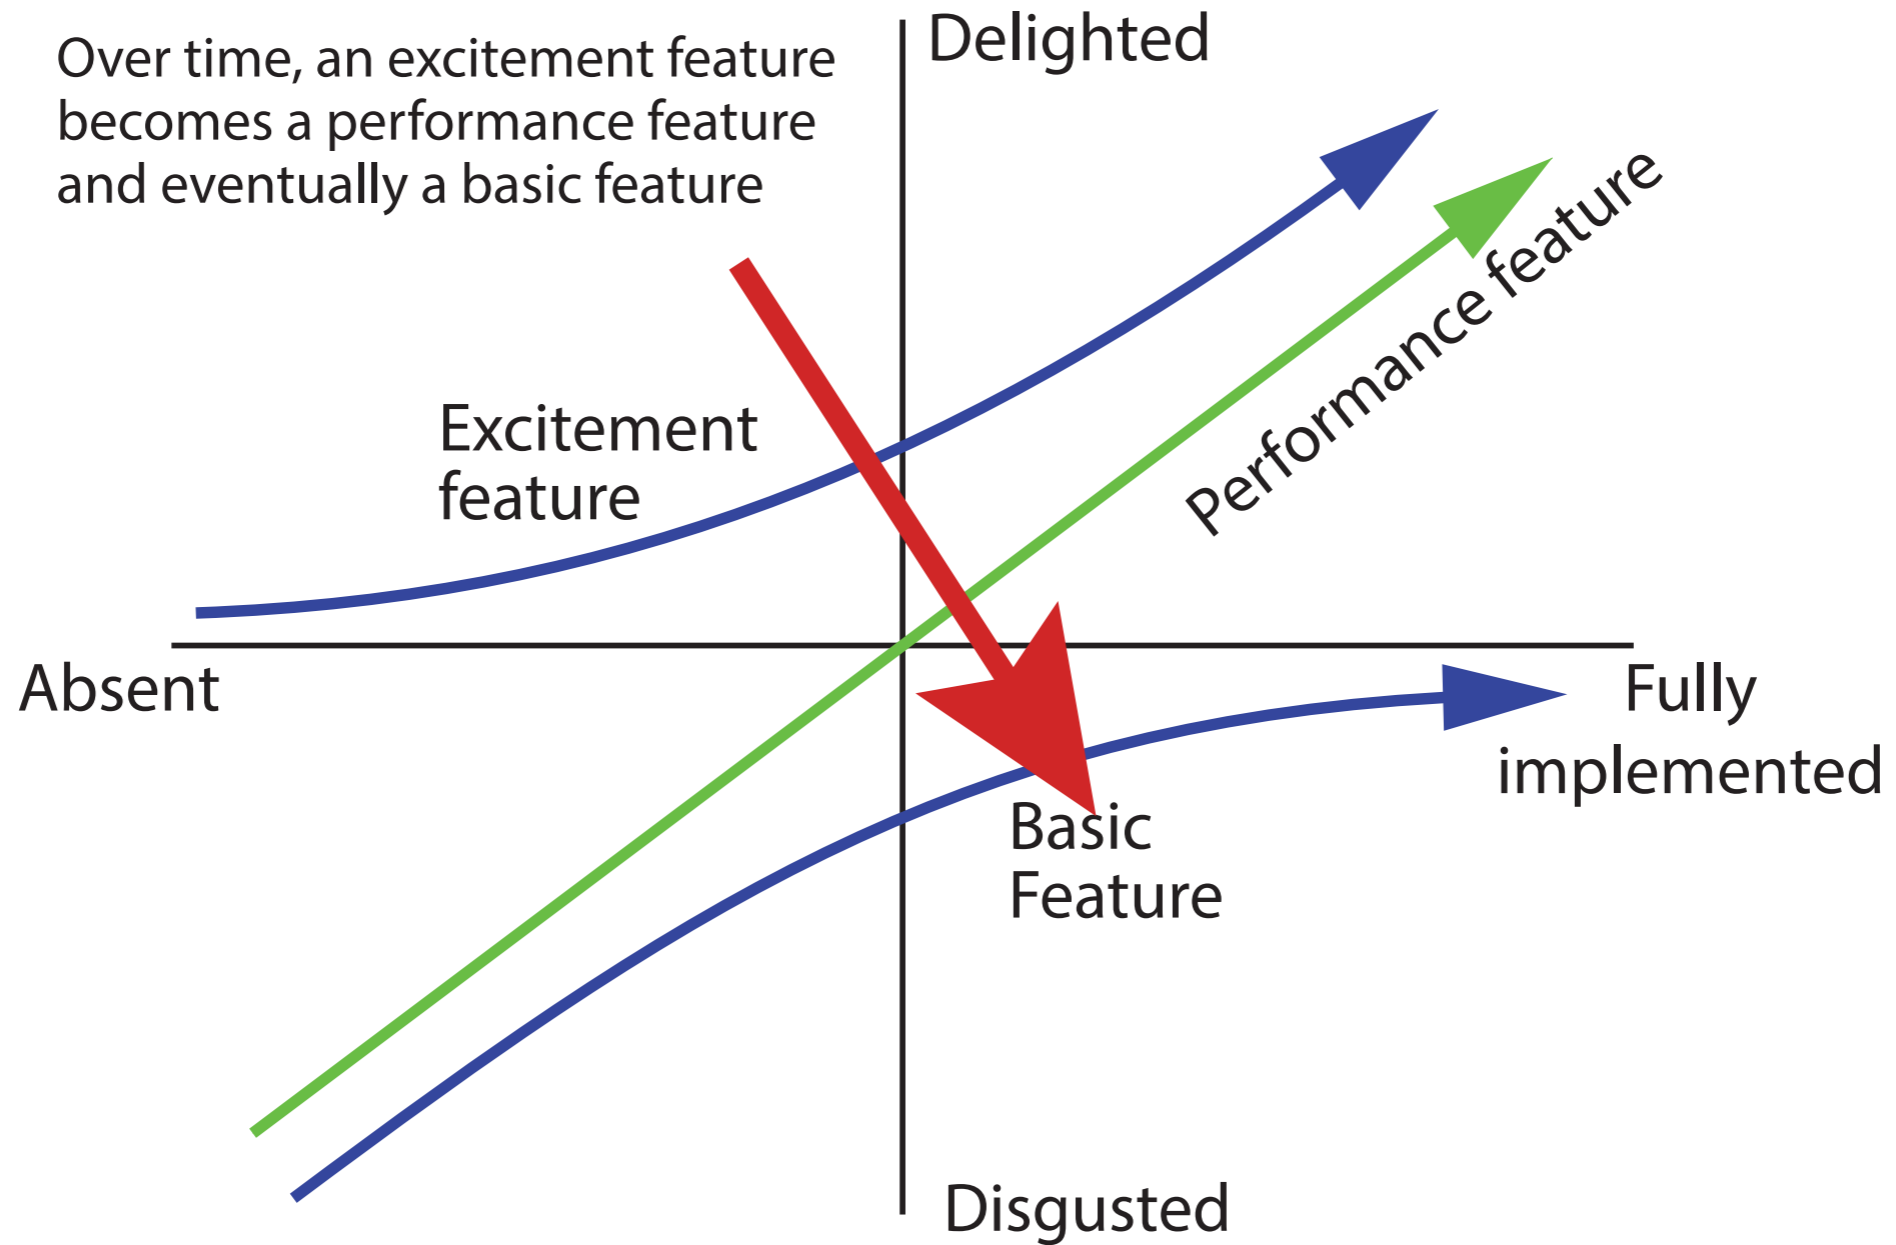 Over time, an excitement feature
becomes a performance feature
and eventually a basic feature
Delighted
Performance feature
Excitement
feature
Absent
Fully
implemented
Basic
Feature
Disgusted